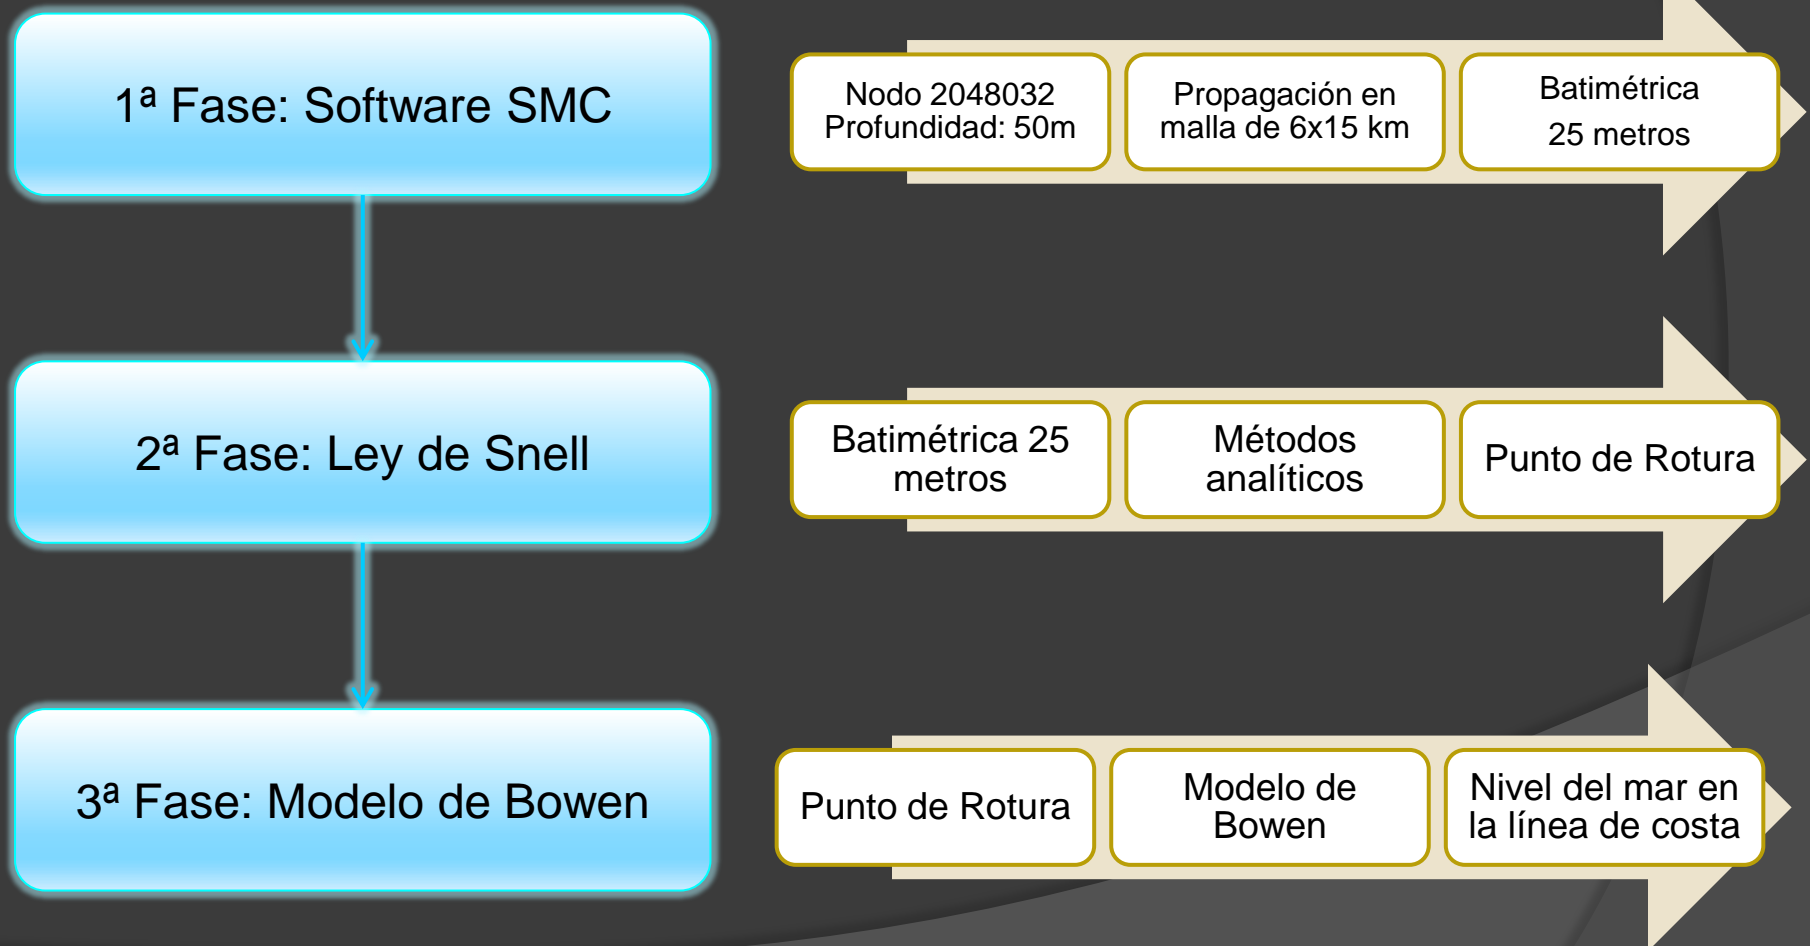 1ª Fase: Software SMC
Nodo 2048032
Profundidad: 50m
Propagación en
malla de 6x15 km
Batimétrica
25 metros
2ª Fase: Ley de Snell
Batimétrica 25
metros
Métodos
analíticos
Punto de Rotura
3ª Fase: Modelo de Bowen
Punto de Rotura
Modelo de
Bowen
Nivel del mar en
la línea de costa